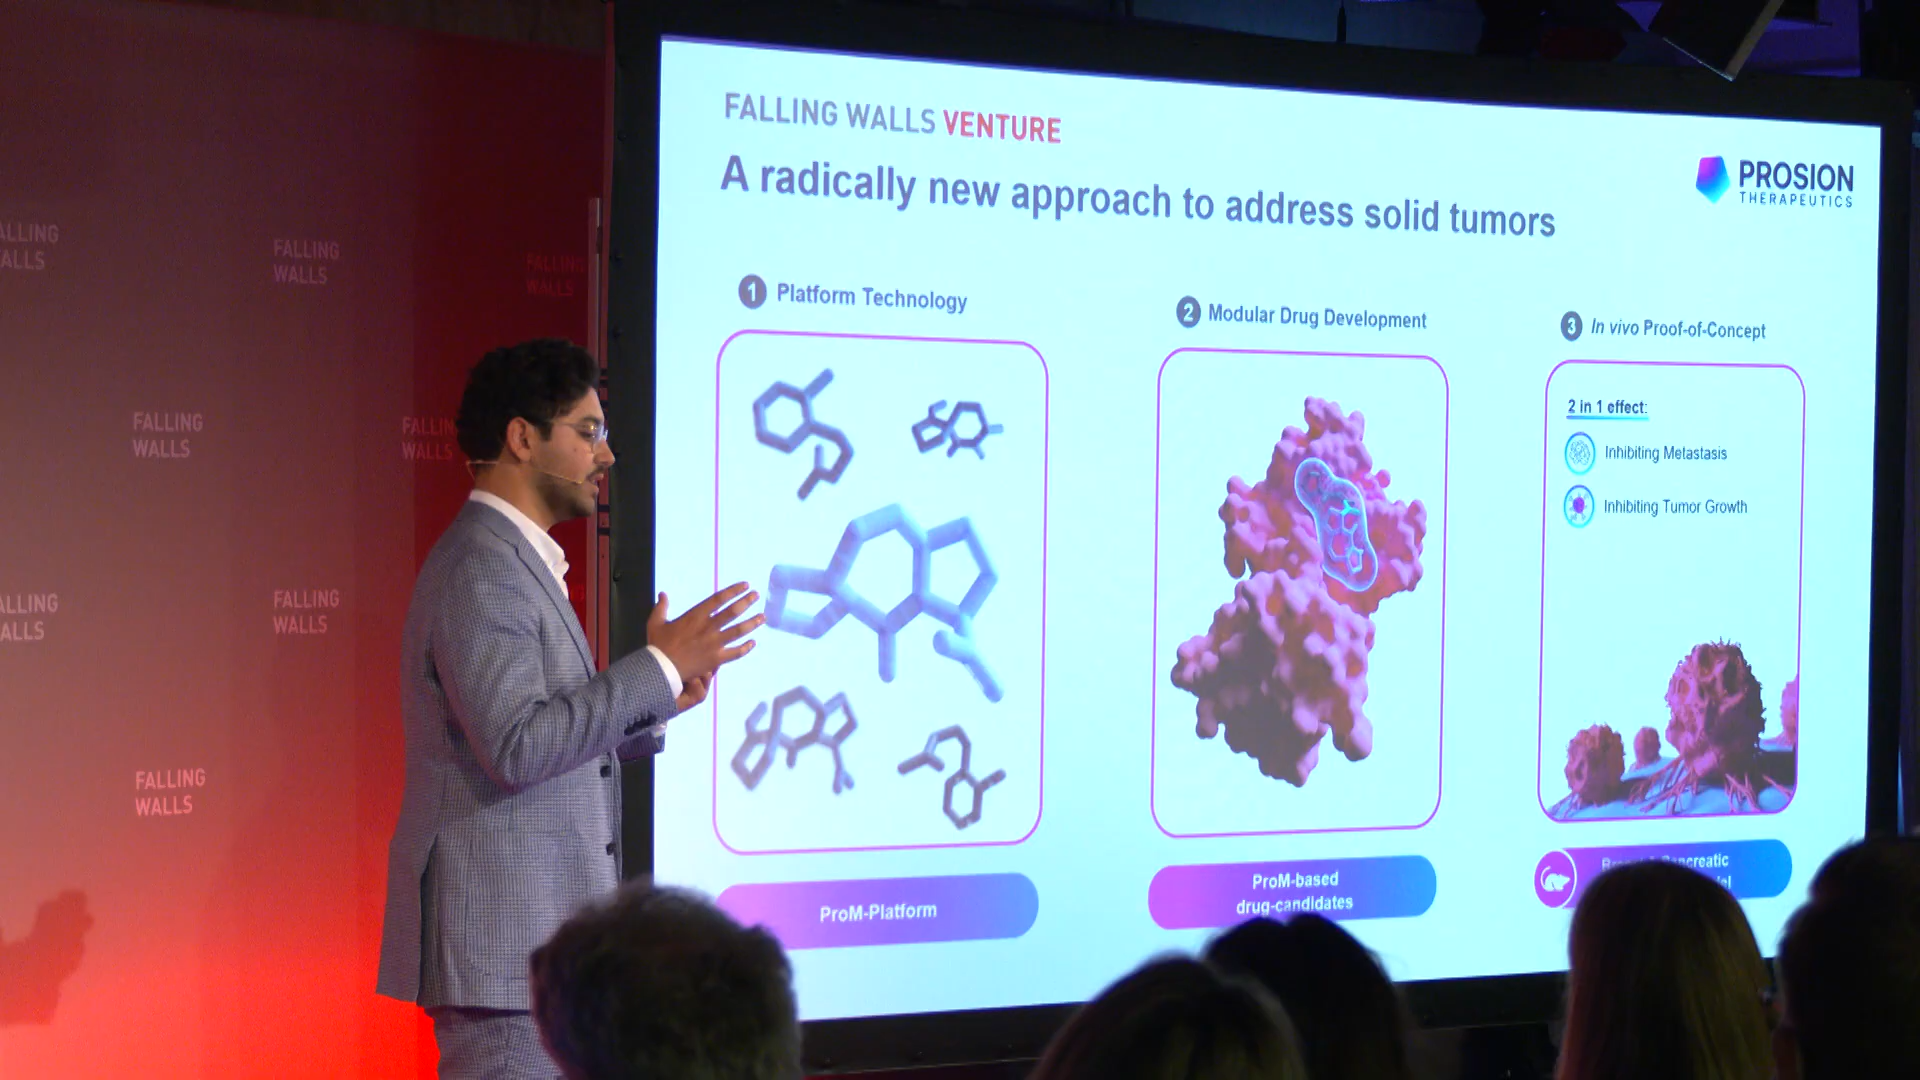 FALLING WALLS VENTURE
A radically new approach to address solid tumors
PROSION
THERAPEUTICS
1 Platform Technology
ProM-Platform
2 Modular Drug Development
ProM-based
drug-candidates
3 In vivo Proof-of-Concept
2 in 1 effect:
Inhibiting Metastasis
Inhibiting Tumor Growth
FALLING
WALLS
FALLING
WALLS
FALLING
WALLS
FALLING
WALLS
FALLING
WALLS